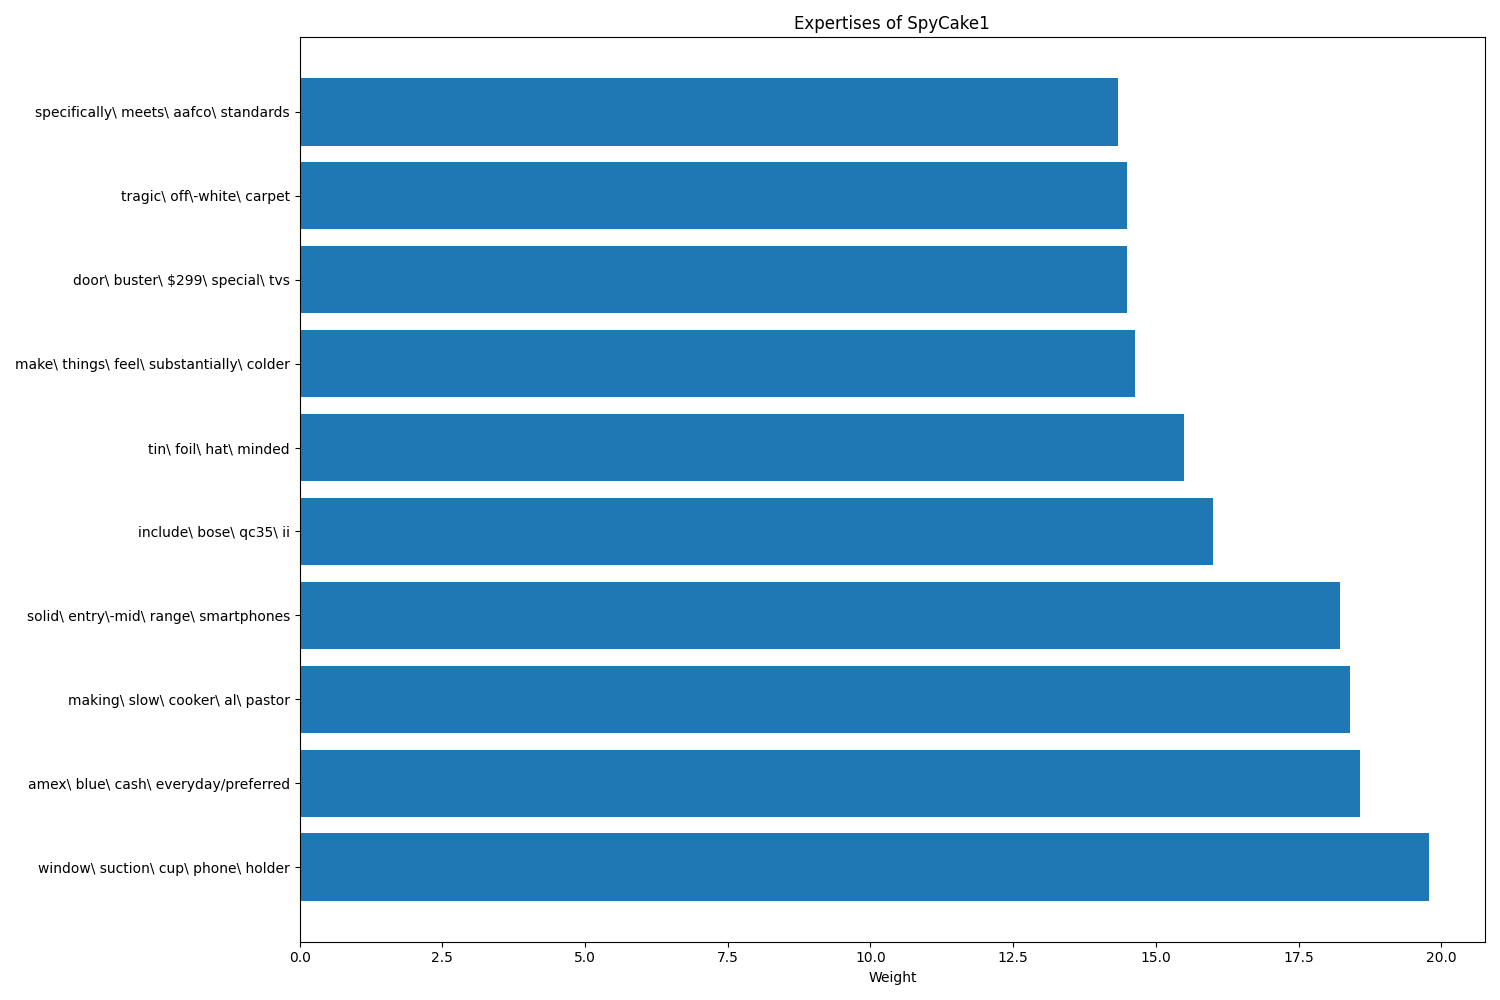 Expertises of SpyCake1
specifically\ meets\ aafco\ standards
tragic\ off\-white\ carpet
door\ buster\ $299\ special\ tvs
make\ things\ feel\ substantially\ colder
tin\ foil\ hat\ minded
include\ bose\ qc35\ ii
solid\ entry\-mid\ range\ smartphones
making\ slow\ cooker\ al\ pastor
amex\ blue\ cash\ everyday/preferred
window\ suction\ cup\ phone\ holder
0.0 2.5 5.0 7.5 10.0 12.5 15.0 17.5 20.0
Weight